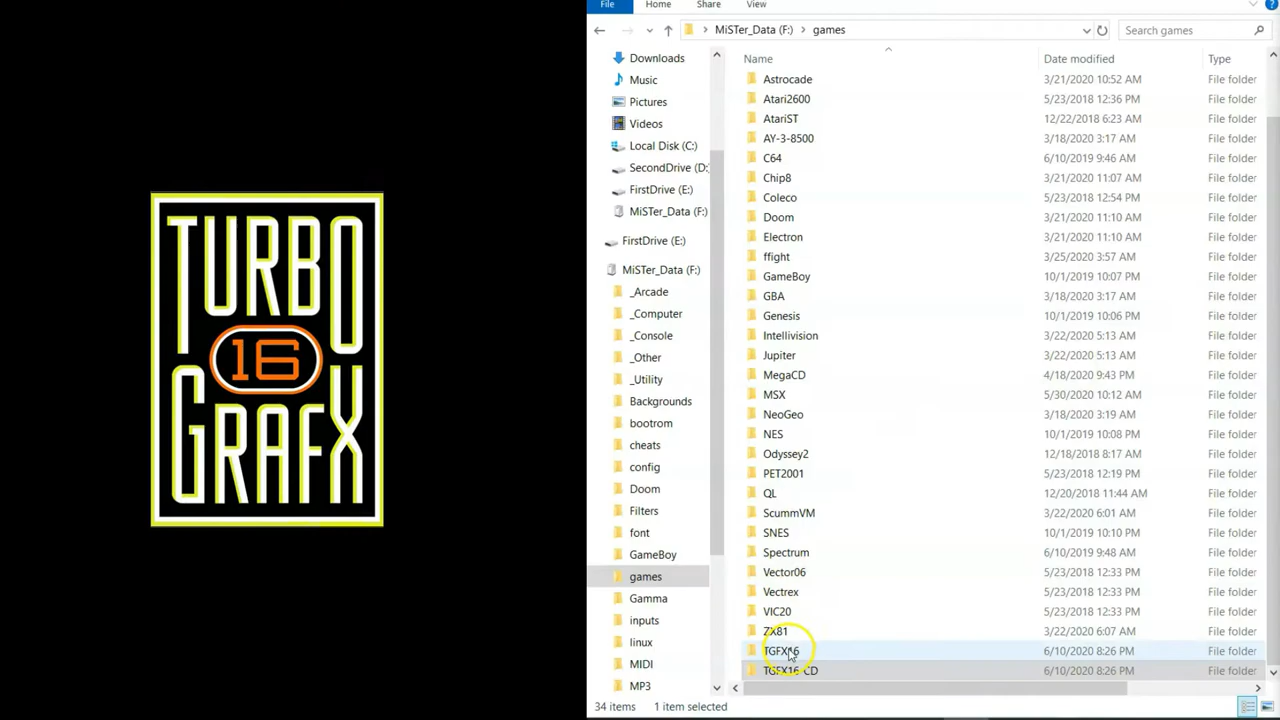 TURBO
16
GRAFX
File Home Share View
MiSTer_Data (F:) games Search games
Downloads
Music
Pictures
Videos
Local Disk (C:)
SecondDrive (D:)
FirstDrive (E:)
MiSTer_Data (F:)
FirstDrive (E:)
MiSTer_Data (F:)
_Arcade
_Computer
_Console
_Other
_Utility
Backgrounds
bootrom
cheats
config
Doom
Filters
font
GameBoy
games
Gamma
inputs
linux
MIDI
MP3
Name Date modified Type
Astrocade 3/21/2020 10:52 AM File folder
Atari2600 5/23/2018 12:36 PM File folder
AtariST 12/22/2018 6:23 AM File folder
AY-3-8500 3/18/2020 3:17 AM File folder
C64 6/10/2019 9:46 AM File folder
Chip8 3/21/2020 11:07 AM File folder
Coleco 5/23/2018 12:54 PM File folder
Doom 3/21/2020 11:10 AM File folder
Electron 3/21/2020 11:10 AM File folder
ffight 3/25/2020 3:57 AM File folder
GameBoy 10/1/2019 10:07 PM File folder
GBA 3/18/2020 3:17 AM File folder
Genesis 10/1/2019 10:06 PM File folder
Intellivision 3/22/2020 5:13 AM File folder
Jupiter 3/22/2020 5:13 AM File folder
MegaCD 4/18/2020 9:43 PM File folder
MSX 5/30/2020 10:12 AM File folder
NeoGeo 3/18/2020 3:19 AM File folder
NES 10/1/2019 10:08 PM File folder
Odyssey2 12/18/2018 8:17 AM File folder
PET2001 5/23/2018 12:19 PM File folder
QL 12/20/2018 11:44 AM File folder
ScummVM 3/22/2020 6:01 AM File folder
SNES 10/1/2019 10:10 PM File folder
Spectrum 6/10/2019 9:48 AM File folder
Vector06 5/23/2018 12:33 PM File folder
Vectrex 5/23/2018 12:33 PM File folder
VIC20 5/23/2018 12:33 PM File folder
ZX81 3/22/2020 6:07 AM File folder
TGFX16 6/10/2020 8:26 PM File folder
TGFX16-CD 6/10/2020 8:26 PM File folder
34 items 1 item selected